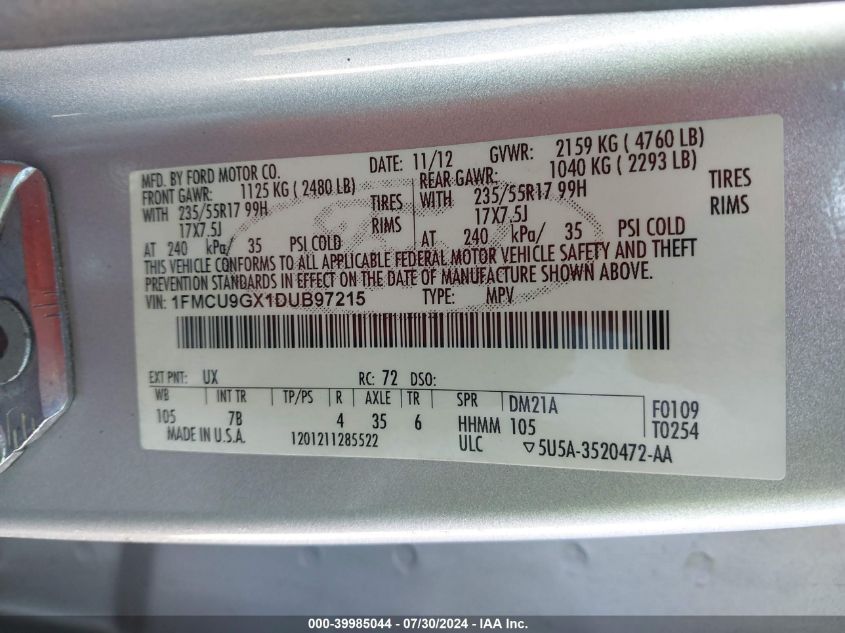 MFD. BY FORD MOTOR CO. DATE: 11/12 GVWR: 2159 KG ( 4760 LB)
FRONT GAWR: 1125 KG ( 2480 LB) REAR GAWR: 1040 KG ( 2293 LB)
WITH 235/55R17 99H TIRES WITH 235/55R17 99H TIRES
17X7.5J RIMS 17X7.5J RIMS
AT 240 kPa/ 35 PSI COLD AT 240 kPa/ 35 PSI COLD
THIS VEHICLE CONFORMS TO ALL APPLICABLE FEDERAL MOTOR VEHICLE SAFETY AND THEFT
PREVENTION STANDARDS IN EFFECT ON THE DATE OF MANUFACTURE SHOWN ABOVE.
VIN: 1FMCU9GX1DUB97215 TYPE: MPV
EXT PNT: UX RC: 72 DSO:
WB INT TR TP/PS R AXLE TR SPR DM21A F0109
105 7B 4 35 6 HHMM 105 T0254
MADE IN U.S.A. 1201211285522 ULC ▽5U5A-3520472-AA
000-39985044 / 07/30/2024 - IAA Inc.